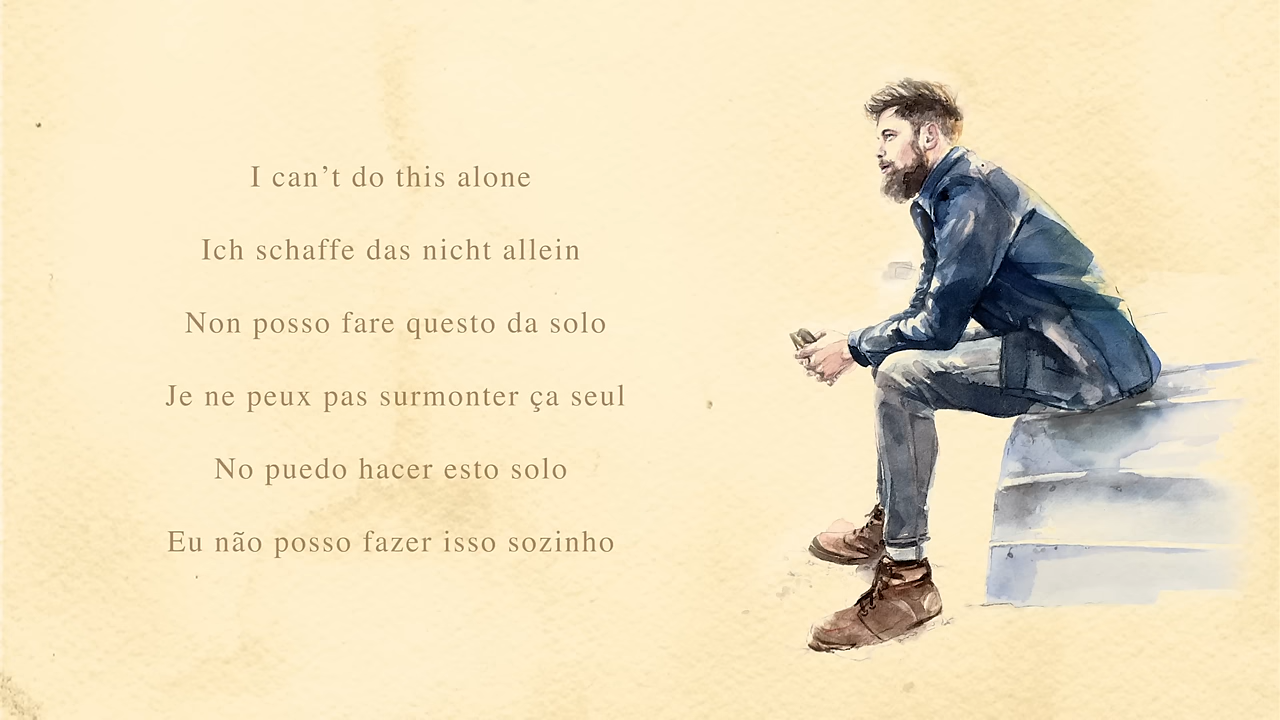 I can’t do this alone
Ich schaffe das nicht allein
Non posso fare questo da solo
Je ne peux pas surmonter ça seul
No puedo hacer esto solo
Eu não posso fazer isso sozinho